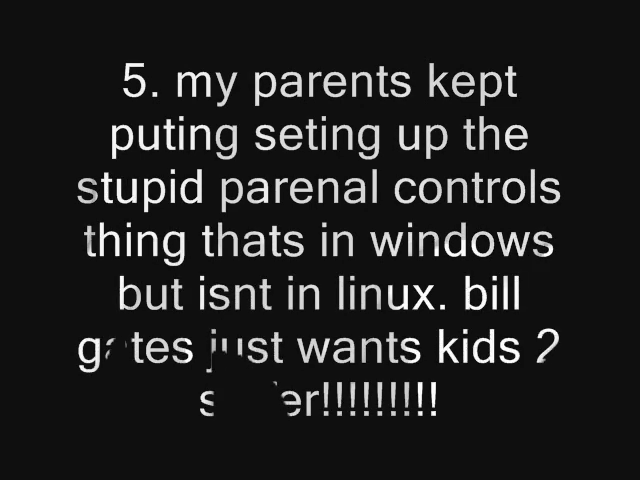 5. my parents kept
puting seting up the
stupid parenal controls
thing thats in windows
but isnt in linux. bill
gates just wants kids 2